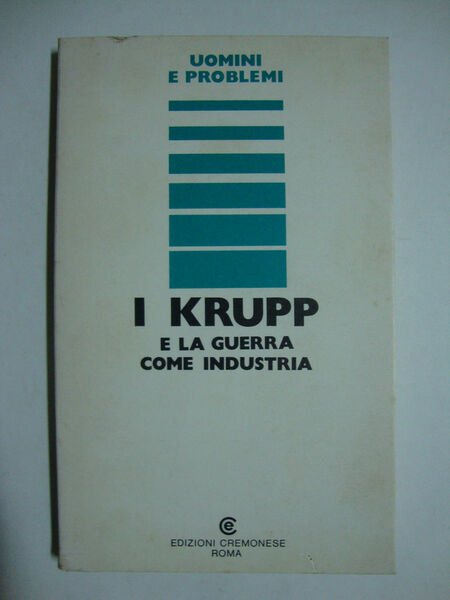 UOMINI
E PROBLEMI
I KRUPP
E LA GUERRA
COME INDUSTRIA
EDIZIONI CREMONESE
ROMA